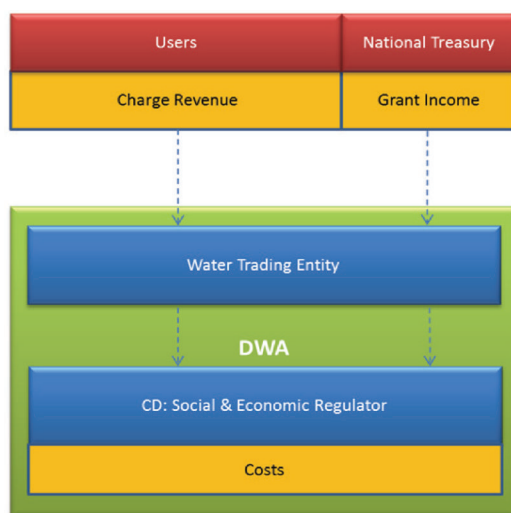 Users
National Treasury
Charge Revenue
Grant Income
Water Trading Entity
DWA
CD: Social & Economic Regulator
Costs